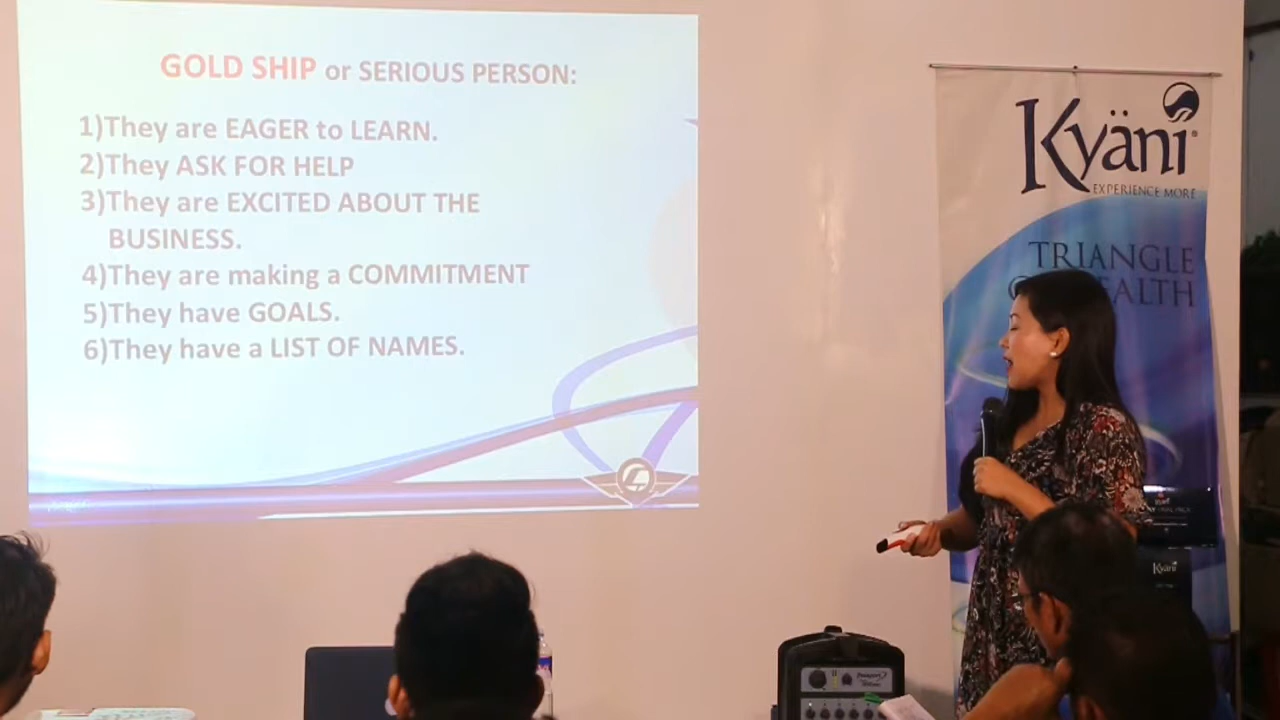 GOLD SHIP or SERIOUS PERSON:
1)They are EAGER to LEARN.
2)They ASK FOR HELP
3)They are EXCITED ABOUT THE
BUSINESS.
4)They are making a COMMITMENT
5)They have GOALS.
6)They have a LIST OF NAMES.
Kyäni®
EXPERIENCE MORE
TRIANGLE
Kyäni